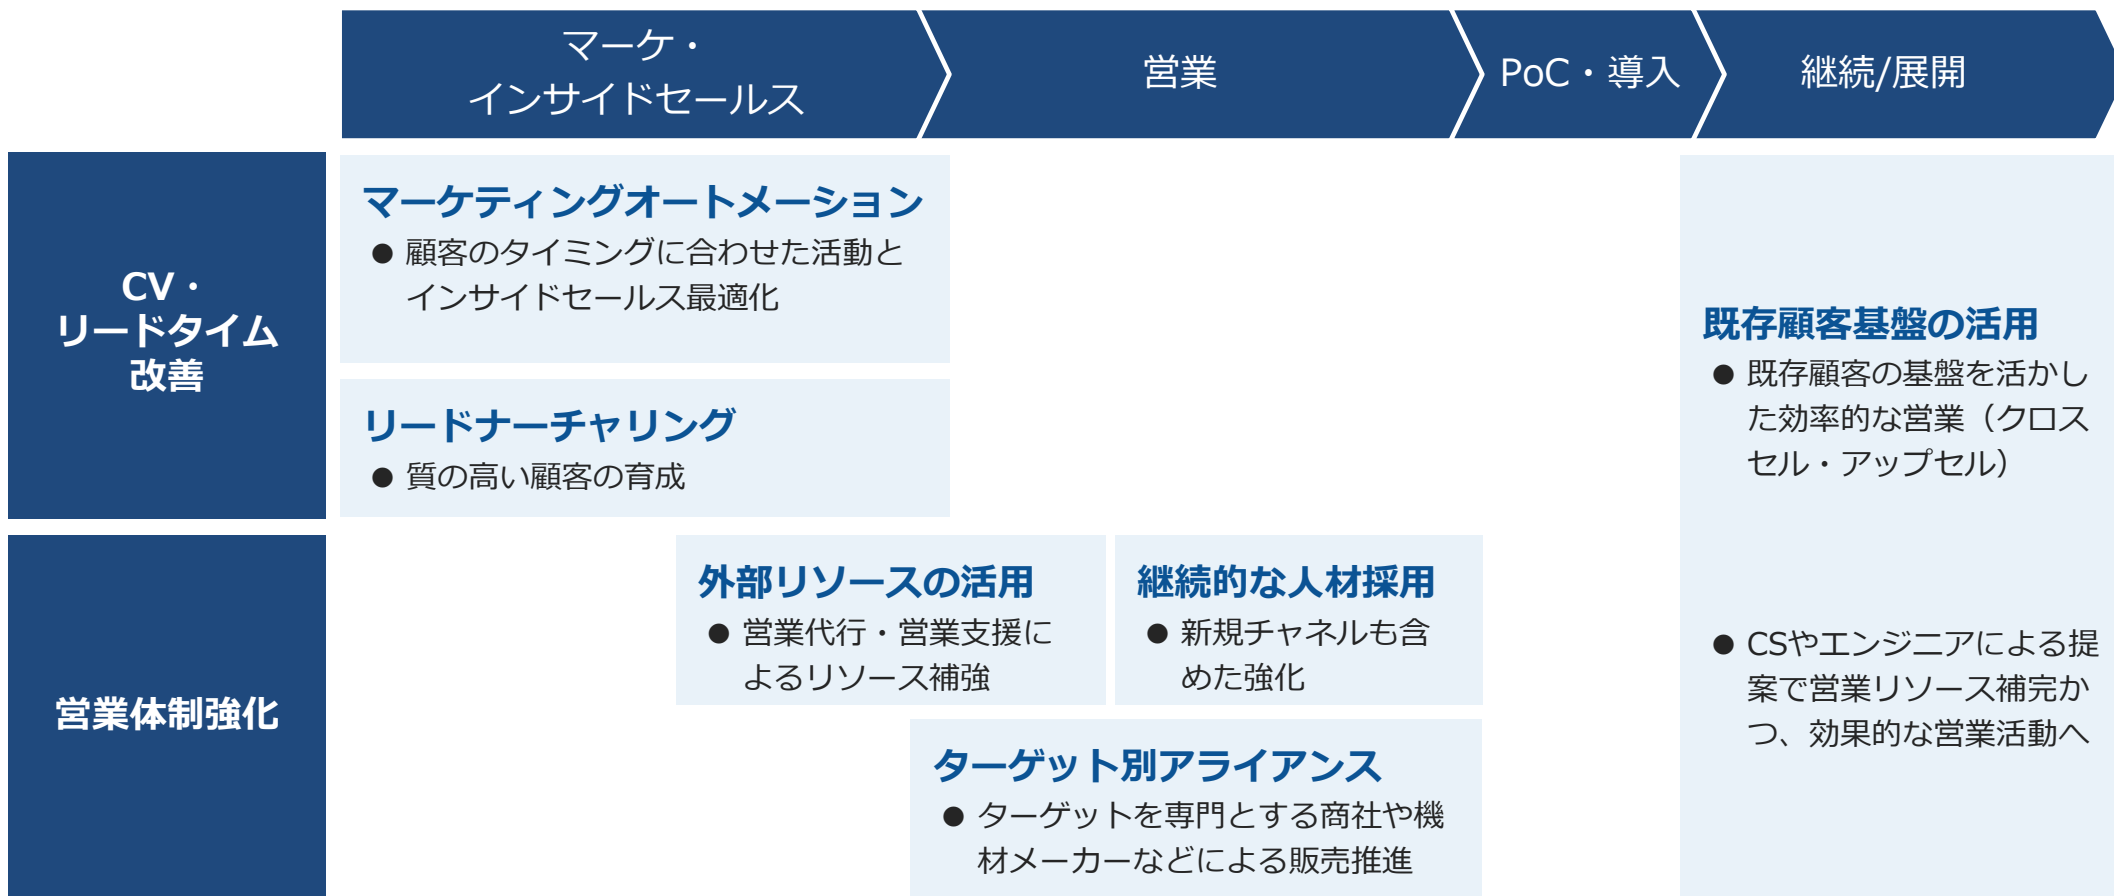 マーケ・
インサイドセールス
営業
PoC・導入
継続/展開
CV・
リードタイム
改善
マーケティングオートメーション
● 顧客のタイミングに合わせた活動と
インサイドセールス最適化
リードナーチャリング
● 質の高い顧客の育成
既存顧客基盤の活用
● 既存顧客の基盤を活かし
た効率的な営業（クロス
セル・アップセル）
営業体制強化
外部リソースの活用
● 営業代行・営業支援に
よるリソース補強
継続的な人材採用
● 新規チャネルも含
めた強化
ターゲット別アライアンス
● ターゲットを専門とする商社や機
材メーカーなどによる販売推進
● CSやエンジニアによる提
案で営業リソース補完か
つ、効果的な営業活動へ